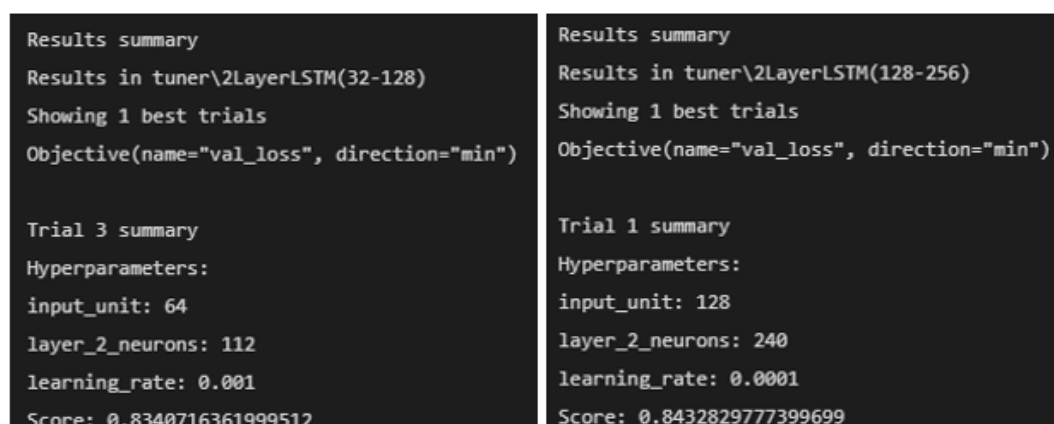 Results summary
Results in tuner\2LayerLSTM(32-128)
Showing 1 best trials
Objective(name="val_loss", direction="min")
Trial 3 summary
Hyperparameters:
input_unit: 64
layer_2_neurons: 112
learning_rate: 0.001
Score: 0.8340716361999512
Results summary
Results in tuner\2LayerLSTM(128-256)
Showing 1 best trials
Objective(name="val_loss", direction="min")
Trial 1 summary
Hyperparameters:
input_unit: 128
layer_2_neurons: 240
learning_rate: 0.0001
Score: 0.8432829777399699